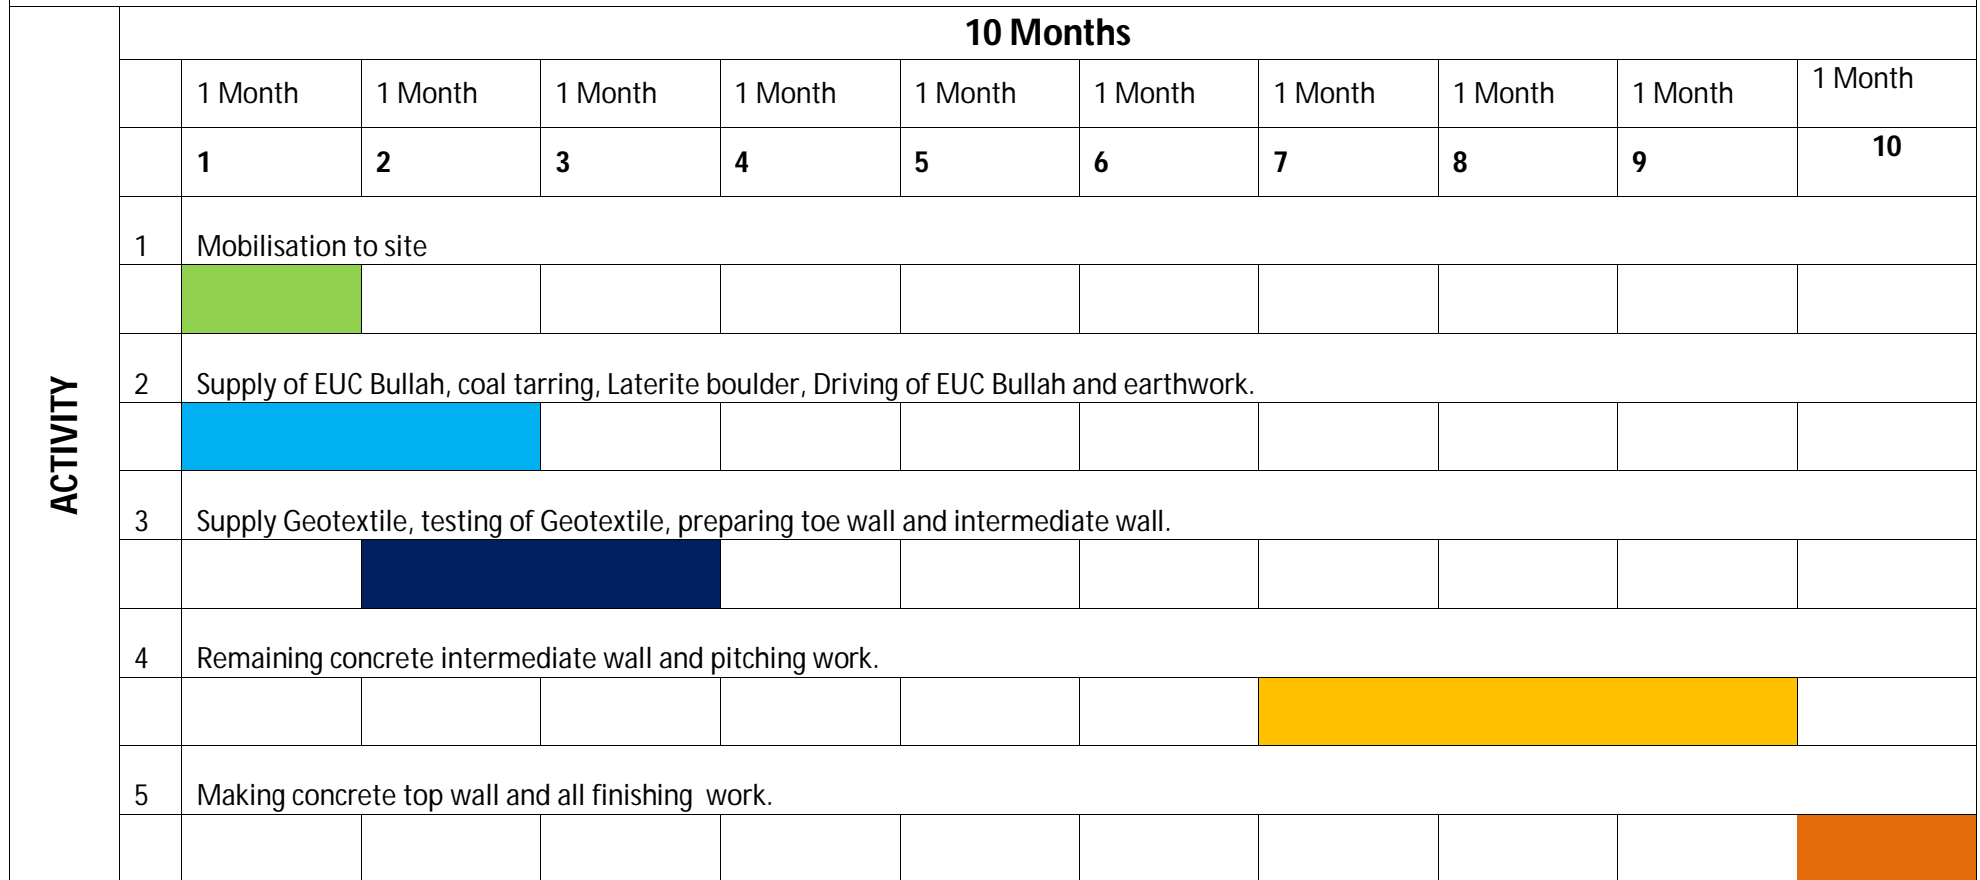 10 Months
1 Month 1 Month 1 Month 1 Month 1 Month 1 Month 1 Month 1 Month 1 Month 1 Month
1 2 3 4 5 6 7 8 9 10
ACTIVITY
1 Mobilisation to site
2 Supply of EUC Bullah, coal tarring, Laterite boulder, Driving of EUC Bullah and earthwork.
3 Supply Geotextile, testing of Geotextile, preparing toe wall and intermediate wall.
4 Remaining concrete intermediate wall and pitching work.
5 Making concrete top wall and all finishing work.